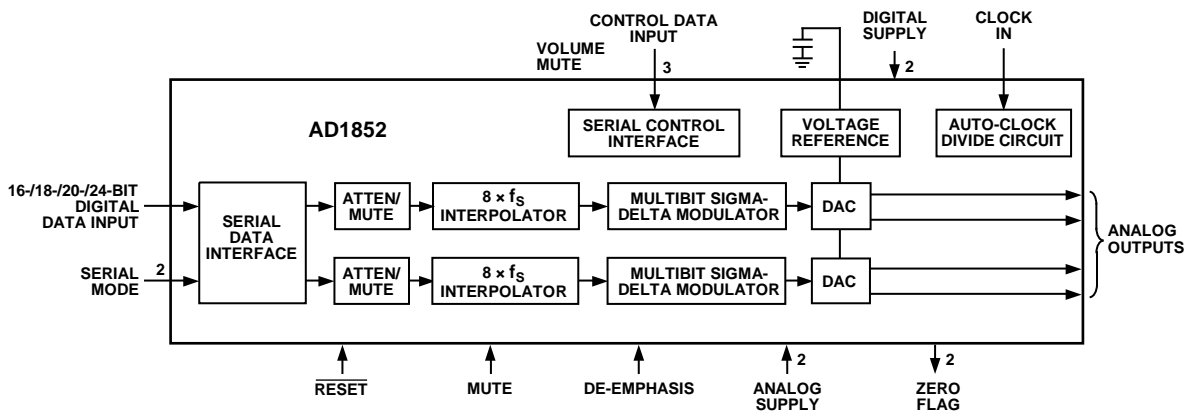 CONTROL DATA
INPUT
VOLUME
MUTE
3
DIGITAL
SUPPLY
2
CLOCK
IN
AD1852
SERIAL CONTROL
INTERFACE
VOLTAGE
REFERENCE
AUTO-CLOCK
DIVIDE CIRCUIT
16-/18-/20-/24-BIT
DIGITAL
DATA INPUT
SERIAL
MODE
2
SERIAL
DATA
INTERFACE
ATTEN/
MUTE
8 × fS
INTERPOLATOR
MULTIBIT SIGMA-
DELTA MODULATOR
DAC
ATTEN/
MUTE
8 × fS
INTERPOLATOR
MULTIBIT SIGMA-
DELTA MODULATOR
DAC
ANALOG
OUTPUTS
RESET
MUTE
DE-EMPHASIS
2
ANALOG
SUPPLY
2
ZERO
FLAG